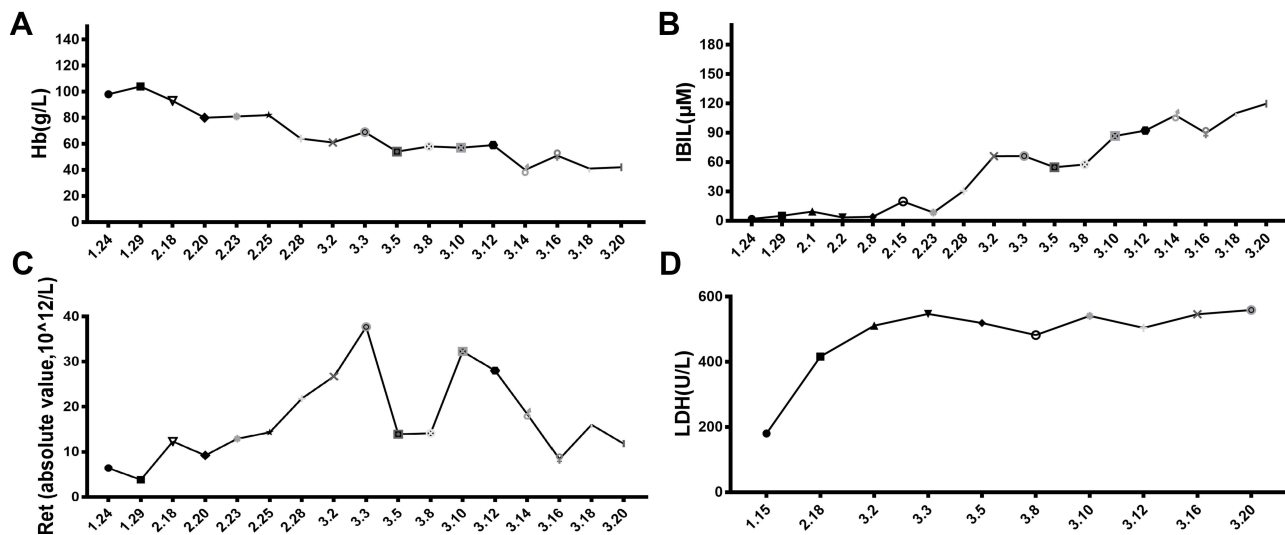 A
Hb(g/L)
140
120
100
80
60
40
20
0
1.24 1.29 2.18 2.20 2.23 2.25 2.28 3.2 3.3 3.5 3.8 3.10 3.12 3.14 3.16 3.18 3.20
B
IBIL(μM)
180
150
120
90
60
30
0
1.24 1.29 2.1 2.2 2.8 2.15 2.23 2.28 3.2 3.3 3.5 3.8 3.10 3.12 3.14 3.16 3.18 3.20
C
Ret (absolute value,10^12/L)
40
30
20
10
0
1.24 1.29 2.18 2.20 2.23 2.25 2.28 3.2 3.3 3.5 3.8 3.10 3.12 3.14 3.16 3.18 3.20
D
LDH(U/L)
600
400
200
0
1.15 2.18 3.2 3.3 3.5 3.8 3.10 3.12 3.16 3.20